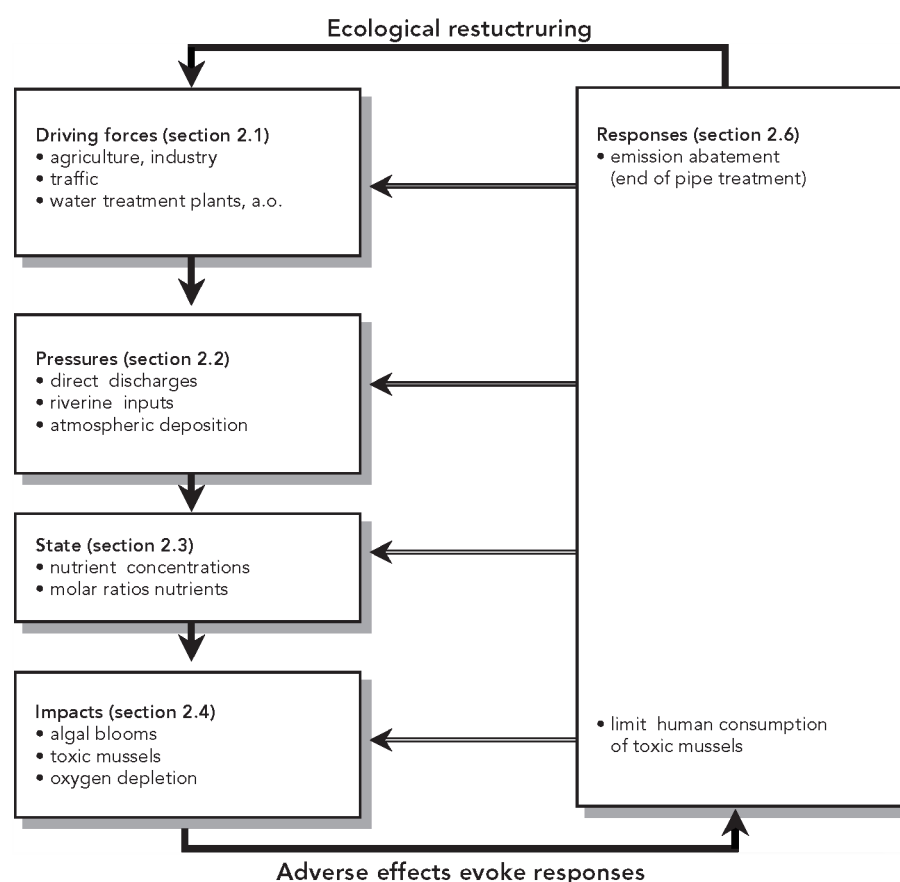 Ecological restuctruring
Driving forces (section 2.1)
• agriculture, industry
• traffic
• water treatment plants, a.o.
Responses (section 2.6)
• emission abatement
(end of pipe treatment)
Pressures (section 2.2)
• direct discharges
• riverine inputs
• atmospheric deposition
State (section 2.3)
• nutrient concentrations
• molar ratios nutrients
Impacts (section 2.4)
• algal blooms
• toxic mussels
• oxygen depletion
• limit human consumption
of toxic mussels
Adverse effects evoke responses